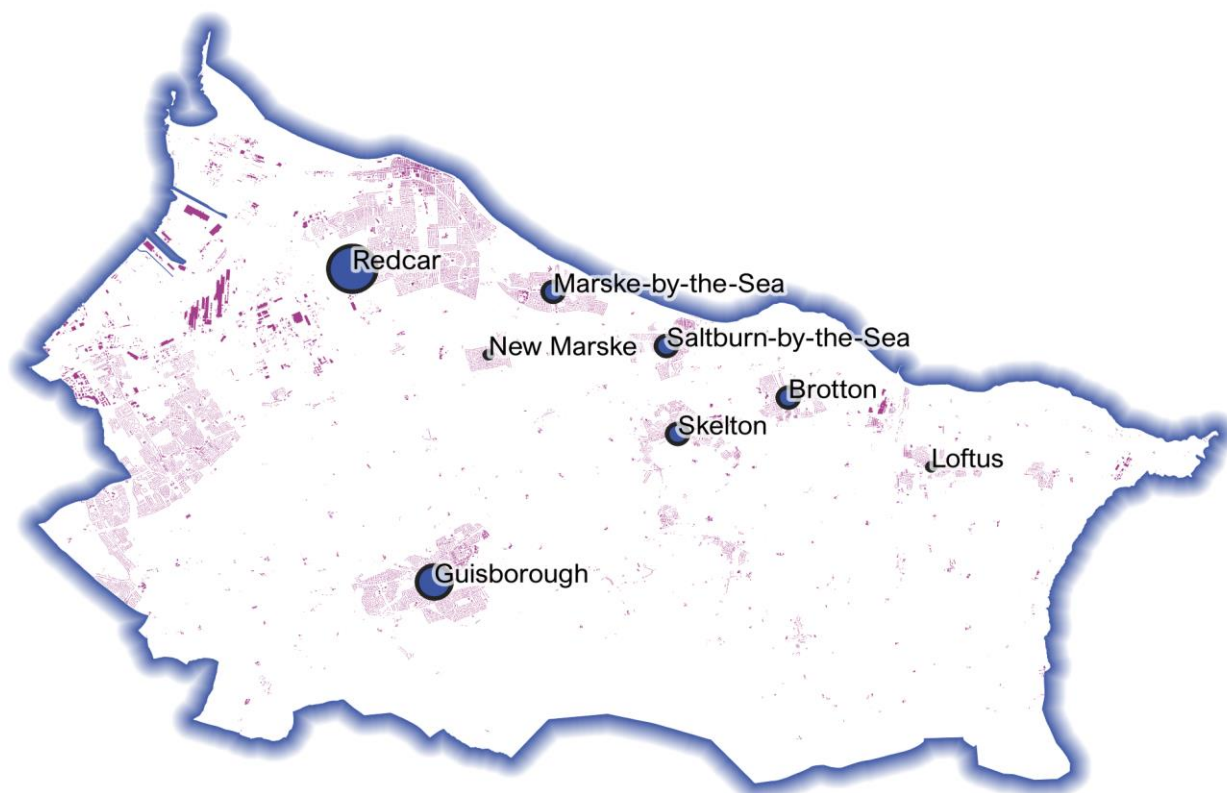 Redcar
Marske-by-the-Sea
New Marske
Saltburn-by-the-Sea
Brotton
Skelton
Loftus
Guisborough